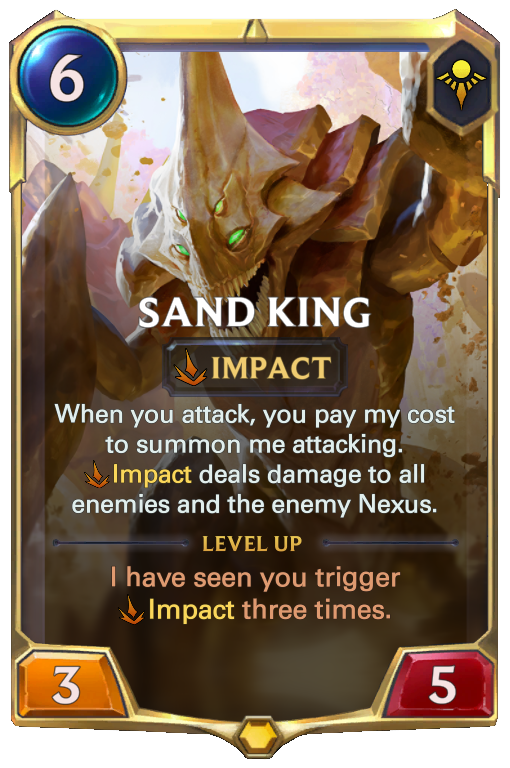 6
SAND KING
IMPACT
When you attack, you pay my cost
to summon me attacking.
Impact deals damage to all
enemies and the enemy Nexus.
LEVEL UP
I have seen you trigger
Impact three times.
3
5